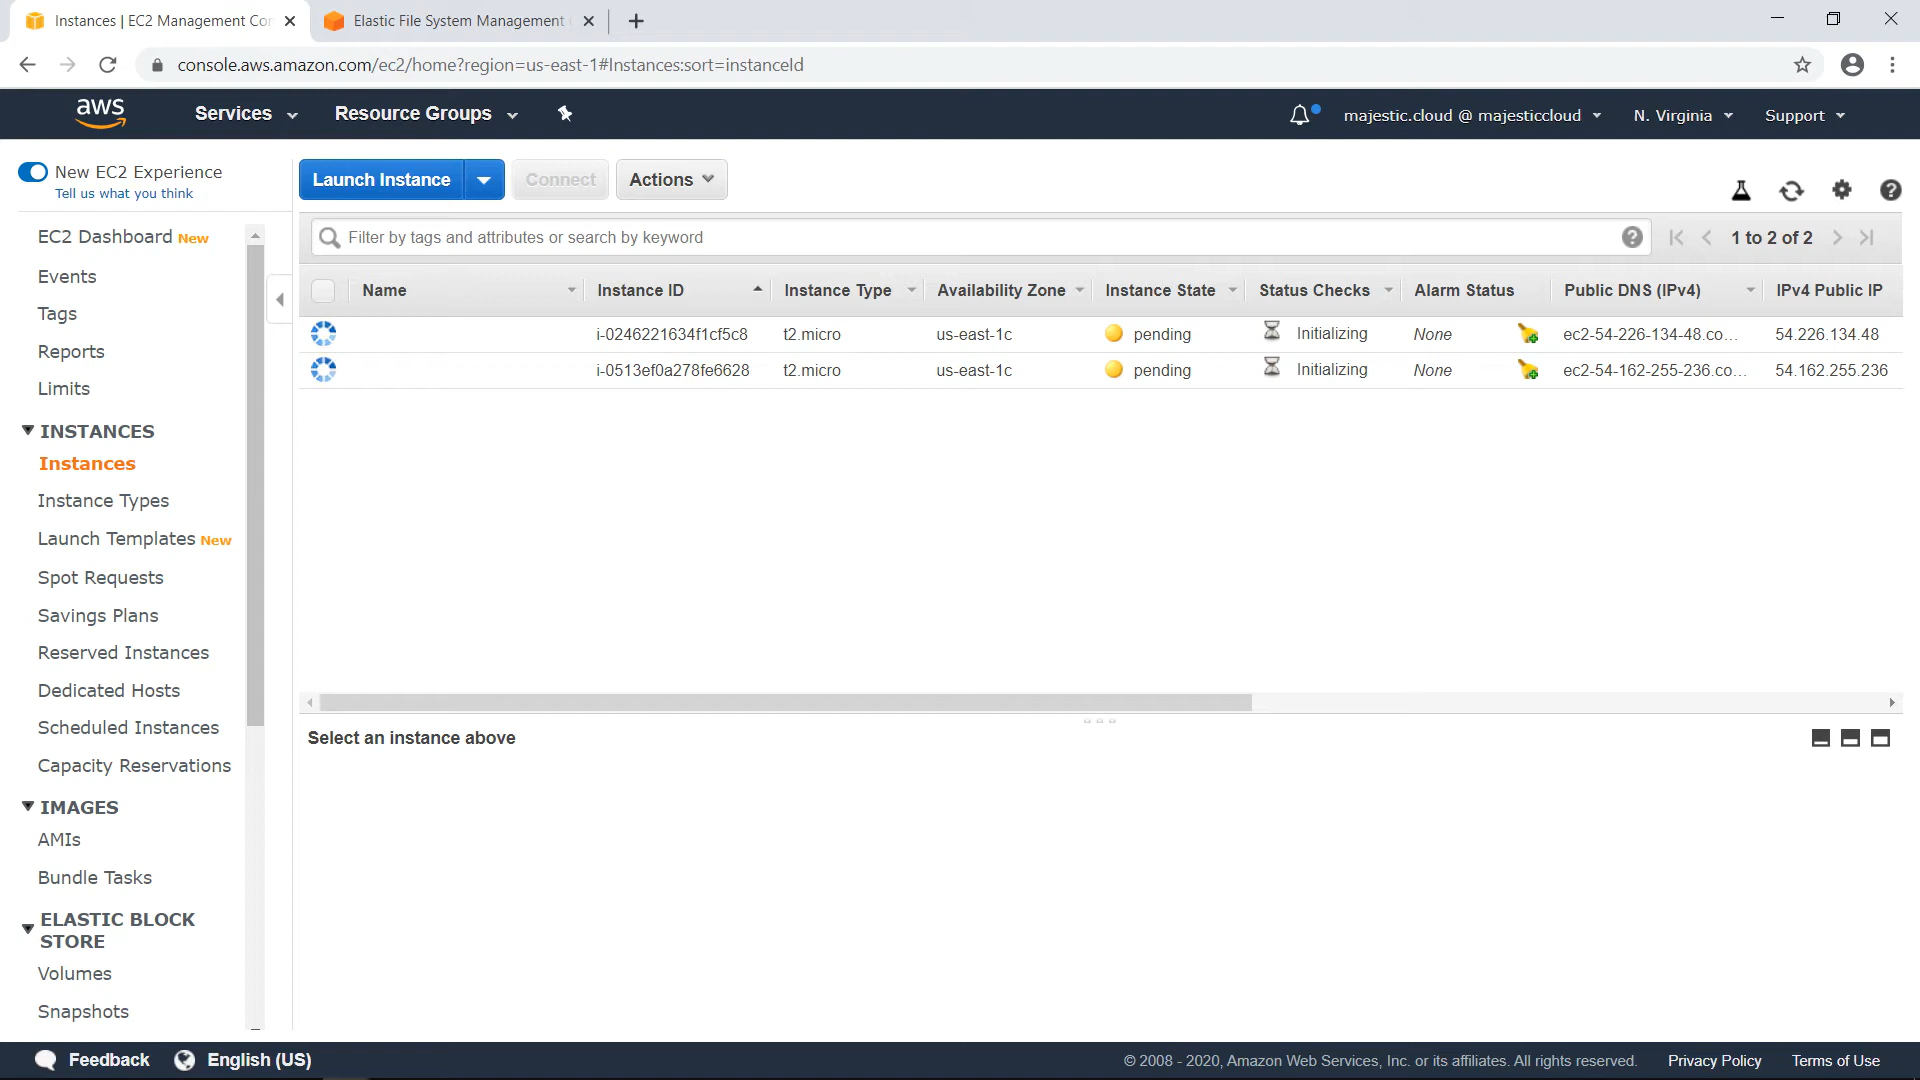 Instances | EC2 Management Con
Elastic File System Management
console.aws.amazon.com/ec2/home?region=us-east-1#Instances:sort=instanceId
aws
Services
Resource Groups
majestic.cloud @ majesticcloud
N. Virginia
Support
New EC2 Experience
Tell us what you think
Launch Instance
Connect
Actions
Filter by tags and attributes or search by keyword
1 to 2 of 2
Name
Instance ID
Instance Type
Availability Zone
Instance State
Status Checks
Alarm Status
Public DNS (IPv4)
IPv4 Public IP
i-0246221634f1cf5c8
t2.micro
us-east-1c
pending
Initializing
None
ec2-54-226-134-48.co...
54.226.134.48
i-0513ef0a278fe6628
t2.micro
us-east-1c
pending
Initializing
None
ec2-54-162-255-236.co...
54.162.255.236
EC2 Dashboard New
Events
Tags
Reports
Limits
INSTANCES
Instances
Instance Types
Launch Templates New
Spot Requests
Savings Plans
Reserved Instances
Dedicated Hosts
Scheduled Instances
Capacity Reservations
IMAGES
AMIs
Bundle Tasks
ELASTIC BLOCK
STORE
Volumes
Snapshots
Select an instance above
Feedback
English (US)
© 2008 - 2020, Amazon Web Services, Inc. or its affiliates. All rights reserved.
Privacy Policy
Terms of Use